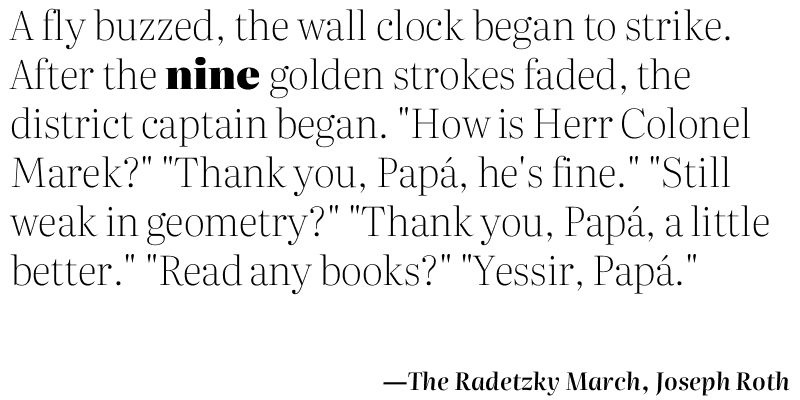 A fly buzzed, the wall clock began to strike.
After the nine golden strokes faded, the
district captain began. "How is Herr Colonel
Marek?" "Thank you, Papá, he's fine." "Still
weak in geometry?" "Thank you, Papá, a little
better." "Read any books?" "Yessir, Papá."
—The Radetzky March, Joseph Roth